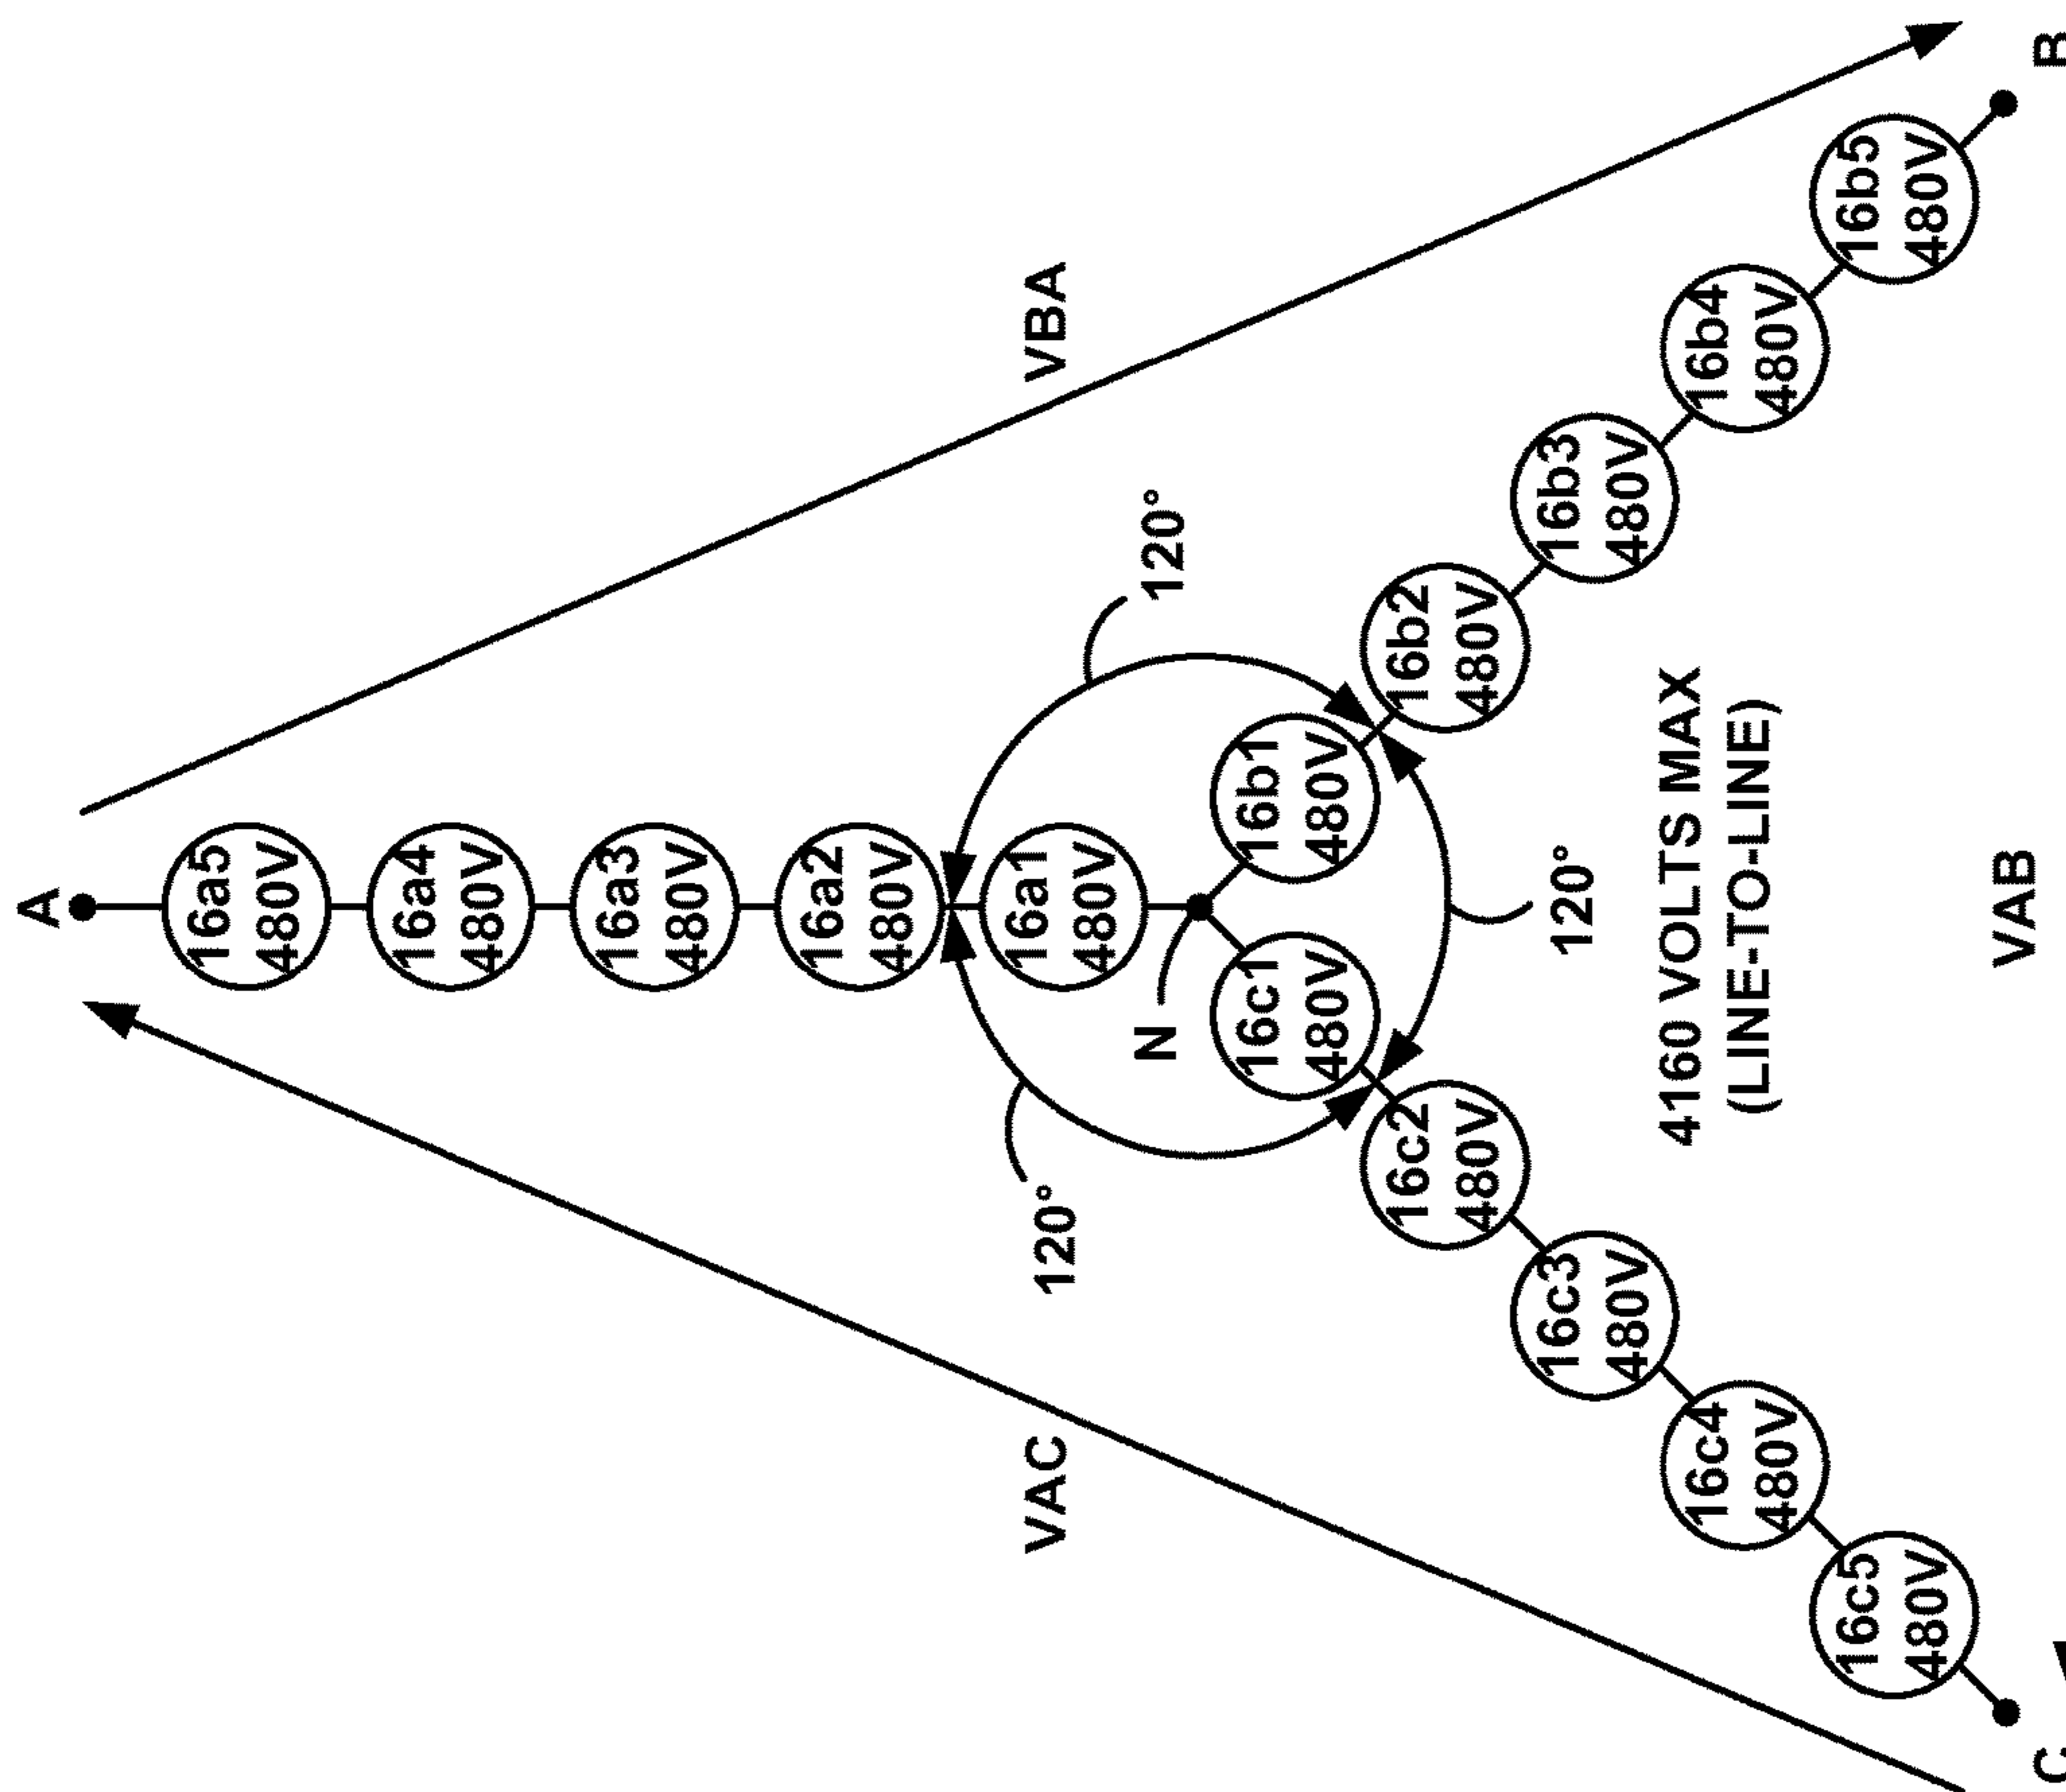 A
16a5
480V
16a4
480V
16a3
480V
16a2
480V
16a1
480V
N
VAC
VBA
120°
120°
120°
16c1
480V
16c2
480V
16c3
480V
16c4
480V
16c5
480V
C
16b1
480V
16b2
480V
16b3
480V
16b4
480V
16b5
480V
B
4160 VOLTS MAX
(LINE-TO-LINE)
VAB